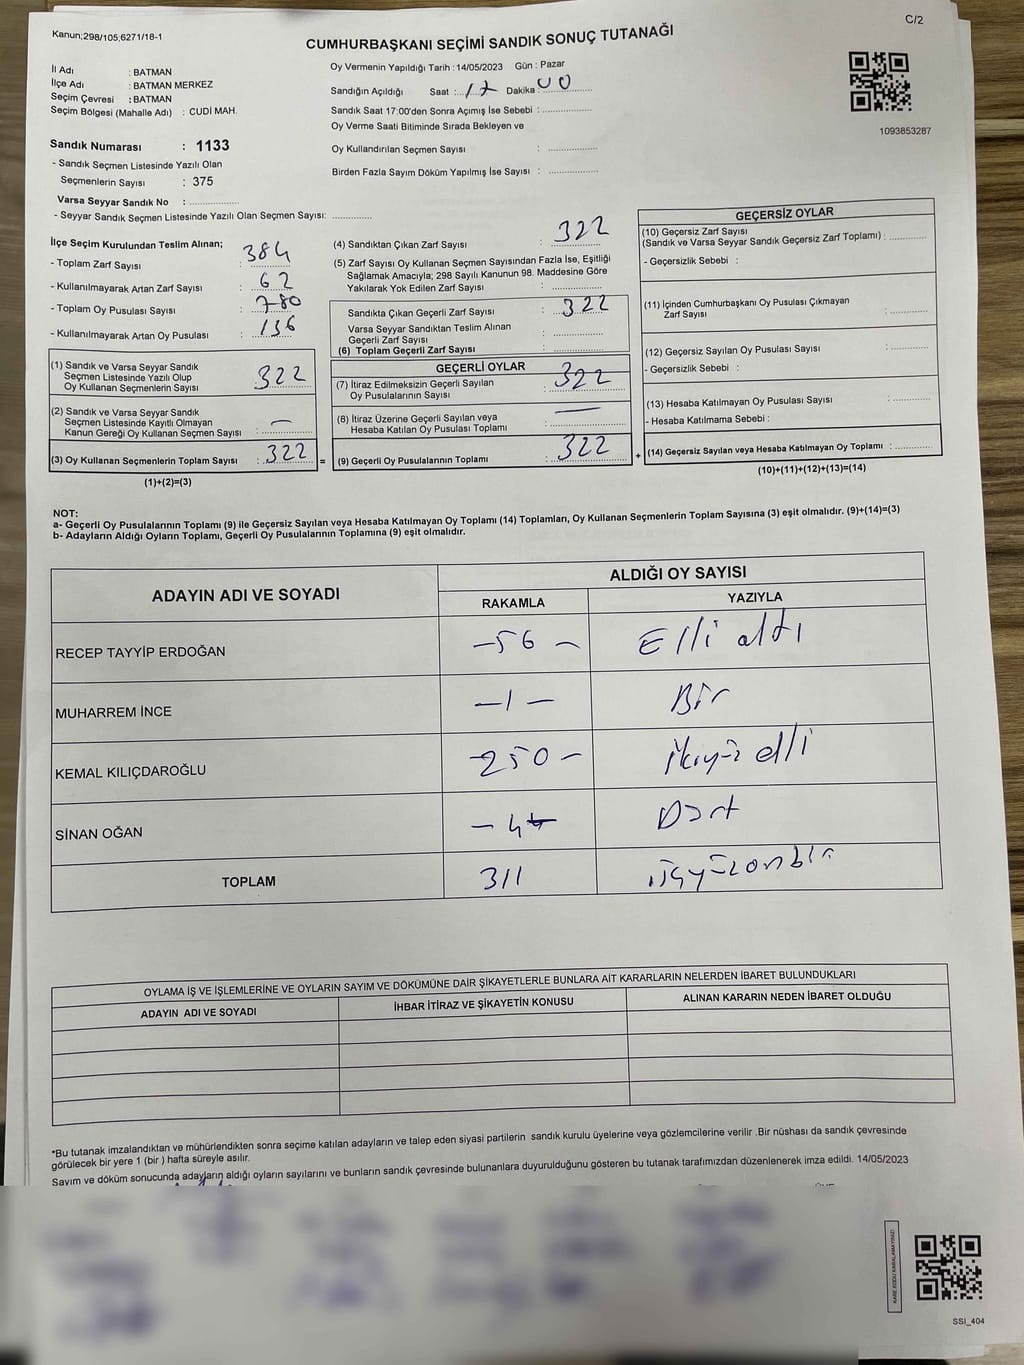 C/2
Kanun;298/105;6271/18-1
CUMHURBAŞKANI SEÇİMİ SANDIK SONUÇ TUTANAĞI
İl Adı : BATMAN
İlçe Adı : BATMAN MERKEZ
Seçim Çevresi : BATMAN
Seçim Bölgesi (Mahalle Adı) : CUDİ MAH.
Oy Vermenin Yapıldığı Tarih :14/05/2023 Gün : Pazar
Sandığın Açıldığı Saat : 17 Dakika 00
Sandık Saat 17:00'den Sonra Açımış İse Sebebi :
Oy Verme Saati Bitiminde Sırada Bekleyen ve
Oy Kullandırılan Seçmen Sayısı :
Birden Fazla Sayım Döküm Yapılmış İse Sayısı :
1093853287
Sandık Numarası : 1133
- Sandık Seçmen Listesinde Yazılı Olan
Seçmenlerin Sayısı : 375
Varsa Seyyar Sandık No :
- Seyyar Sandık Seçmen Listesinde Yazılı Olan Seçmen Sayısı:
İlçe Seçim Kurulundan Teslim Alınan;
- Toplam Zarf Sayısı : 384
- Kullanılmayarak Artan Zarf Sayısı : 62
- Toplam Oy Pusulası Sayısı : 780
- Kullanılmayarak Artan Oy Pusulası : 136
(1) Sandık ve Varsa Seyyar Sandık
Seçmen Listesinde Yazılı Olup
Oy Kullanan Seçmenlerin Sayısı 322
(2) Sandık ve Varsa Seyyar Sandık
Seçmen Listesinde Kayıtlı Olmayan
Kanun Gereği Oy Kullanan Seçmen Sayısı : —
(3) Oy Kullanan Seçmenlerin Toplam Sayısı : 322 =
(1)+(2)=(3)
(4) Sandıktan Çıkan Zarf Sayısı : 322
(5) Zarf Sayısı Oy Kullanan Seçmen Sayısından Fazla İse, Eşitliği
Sağlamak Amacıyla; 298 Sayılı Kanunun 98. Maddesine Göre
Yakılarak Yok Edilen Zarf Sayısı :
Sandıkta Çıkan Geçerli Zarf Sayısı : 322
Varsa Seyyar Sandıktan Teslim Alınan
Geçerli Zarf Sayısı :
(6) Toplam Geçerli Zarf Sayısı :
GEÇERLİ OYLAR
(7) İtiraz Edilmeksizin Geçerli Sayılan
Oy Pusulalarının Sayısı : 322
(8) İtiraz Üzerine Geçerli Sayılan veya
Hesaba Katılan Oy Pusulası Toplamı : —
(9) Geçerli Oy Pusulalarının Toplamı : 322 +
GEÇERSİZ OYLAR
(10) Geçersiz Zarf Sayısı
(Sandık ve Varsa Seyyar Sandık Geçersiz Zarf Toplamı) :
- Geçersizlik Sebebi :
(11) İçinden Cumhurbaşkanı Oy Pusulası Çıkmayan
Zarf Sayısı :
(12) Geçersiz Sayılan Oy Pusulası Sayısı :
- Geçersizlik Sebebi :
(13) Hesaba Katılmayan Oy Pusulası Sayısı :
- Hesaba Katılmama Sebebi :
(14) Geçersiz Sayılan veya Hesaba Katılmayan Oy Toplamı :
(10)+(11)+(12)+(13)=(14)
NOT:
a- Geçerli Oy Pusulalarının Toplamı (9) ile Geçersiz Sayılan veya Hesaba Katılmayan Oy Toplamı (14) Toplamları, Oy Kullanan Seçmenlerin Toplam Sayısına (3) eşit olmalıdır. (9)+(14)=(3)
b- Adayların Aldığı Oyların Toplamı, Geçerli Oy Pusulalarının Toplamına (9) eşit olmalıdır.
ADAYIN ADI VE SOYADI ALDIĞI OY SAYISI
RAKAMLA YAZIYLA
RECEP TAYYİP ERDOĞAN – 56 – Elli altı
MUHARREM İNCE – 1 – Bir
KEMAL KILIÇDAROĞLU – 250 – ikiyüz elli
SİNAN OĞAN – 4 Dört
TOPLAM 311 üçyüzonbir
OYLAMA İŞ VE İŞLEMLERİNE VE OYLARIN SAYIM VE DÖKÜMÜNE DAİR ŞİKAYETLERLE BUNLARA AİT KARARLARIN NELERDEN İBARET BULUNDUKLARI
ADAYIN ADI VE SOYADI İHBAR İTİRAZ VE ŞİKAYETİN KONUSU ALINAN KARARIN NEDEN İBARET OLDUĞU
*Bu tutanak imzalandıktan ve mühürlendikten sonra seçime katılan adayların ve talep eden siyasi partilerin sandık kurulu üyelerine veya gözlemcilerine verilir .Bir nüshası da sandık çevresinde
görülecek bir yere 1 (bir ) hafta süreyle asılır.
Sayım ve döküm sonucunda adayların aldığı oyların sayılarını ve bunların sandık çevresinde bulunanlara duyurulduğunu gösteren bu tutanak tarafımızdan düzenlenerek imza edildi. 14/05/2023
KARE KODU KARALAMAYINIZ!
SSI_404